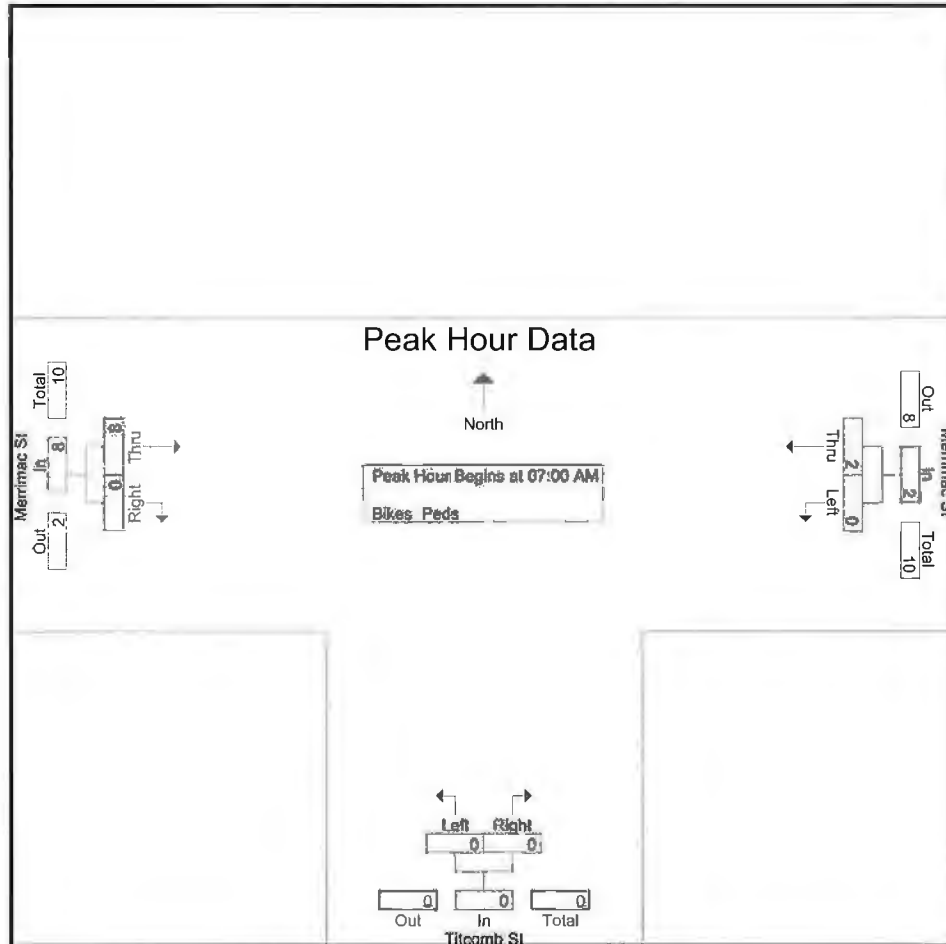 Peak Hour Data
North
Peak Hour Begins at 07:00 AM
Bikes Peds
Merrimac St
Total
10
In
8
Out
2
8
0
Thru
Right
Merrimac St
Out
8
In
2
Total
10
Thru
2
Left
0
Left Right
0 0
0 0 0
Out In Total
Titcomb St